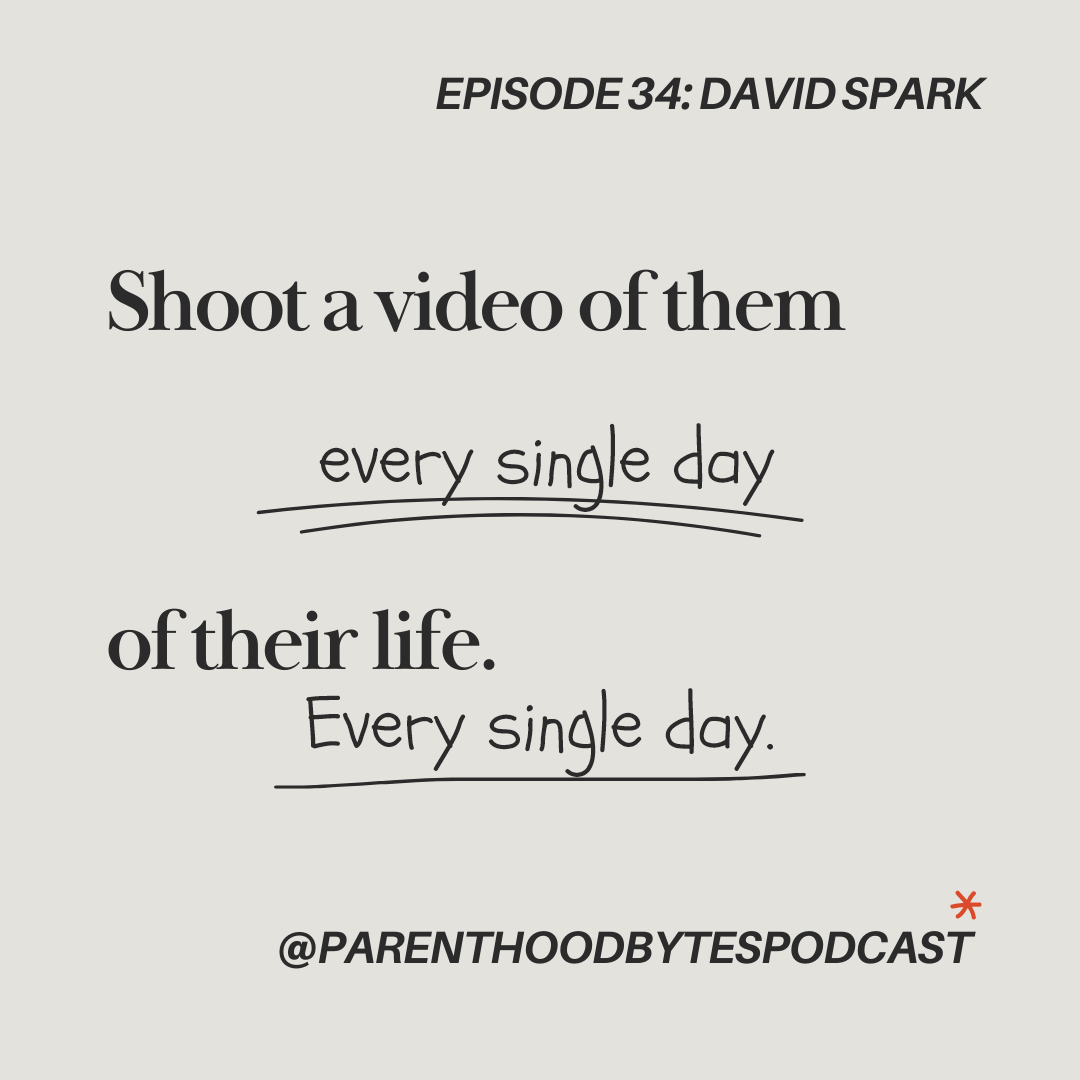 EPISODE 34: DAVID SPARK
Shoot a video of them
every single day
of their life.
Every single day.
@PARENTHOODBYTESPODCAST